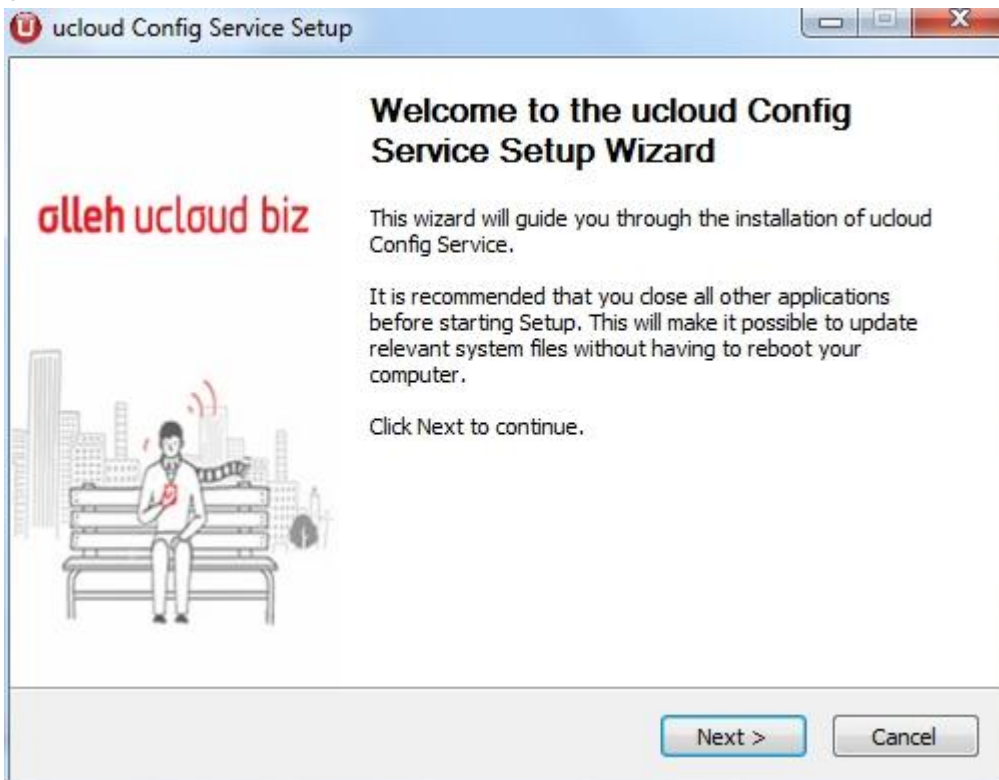 ucloud Config Service Setup
Welcome to the ucloud Config
Service Setup Wizard
olleh ucloud biz
This wizard will guide you through the installation of ucloud
Config Service.
It is recommended that you close all other applications
before starting Setup. This will make it possible to update
relevant system files without having to reboot your
computer.
Click Next to continue.
Next >
Cancel